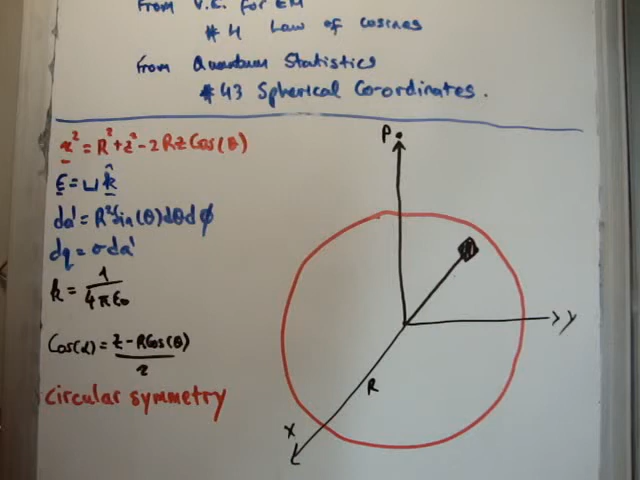 From V.C. for EM
# 4 Law of cosines
From Quantum Statistics
# 43 Spherical Co-ordinates.
r² = R² + z² - 2Rz Cos(θ)
E = ⊔ k̂
da' = R² Sin(θ) dθ dϕ
dq = σ da'
k = 1/4πε₀
Cos(α) = z - R Cos(θ)/r
circular symmetry
P
y
R
x